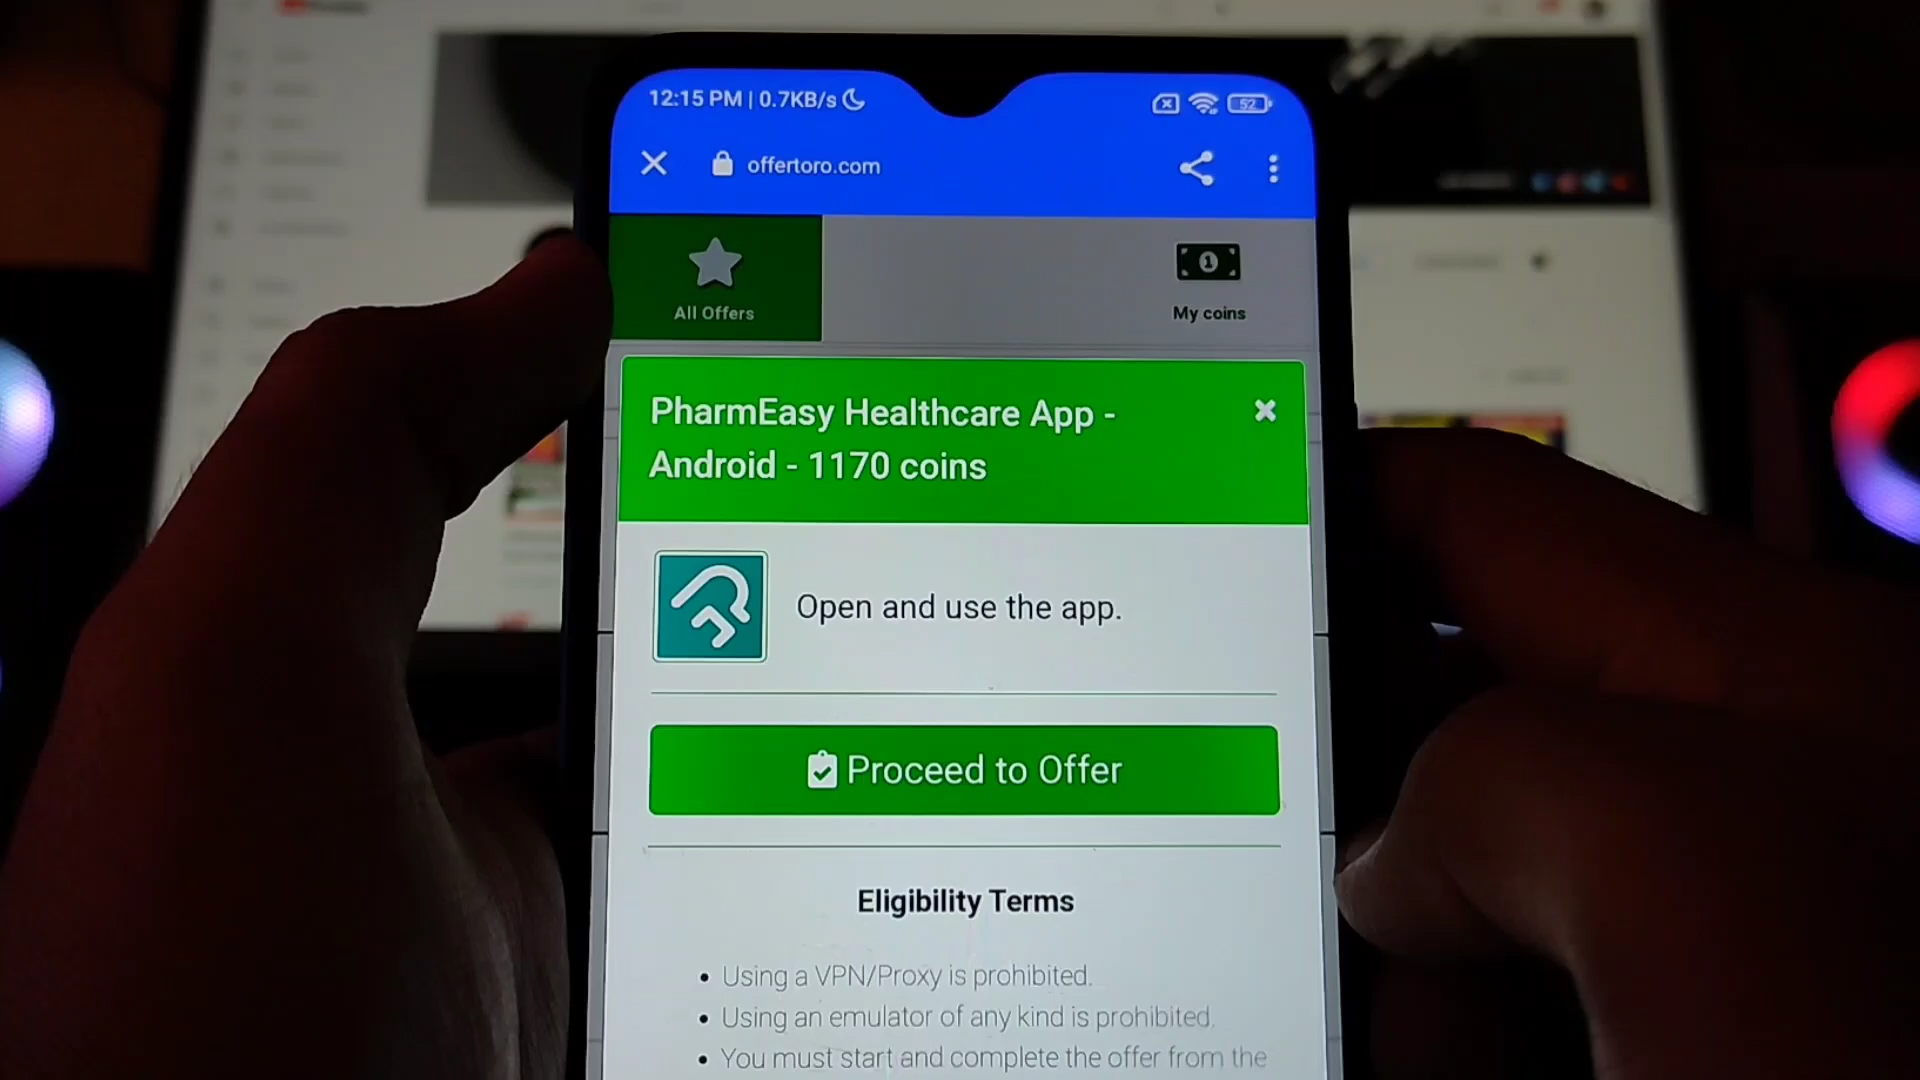 12:15 PM | 0.7KB/s
52
offertoro.com
All Offers
My coins
PharmEasy Healthcare App -
Android - 1170 coins
Open and use the app.
Proceed to Offer
Eligibility Terms
• Using a VPN/Proxy is prohibited.
• Using an emulator of any kind is prohibited.
• You must start and complete the offer from the